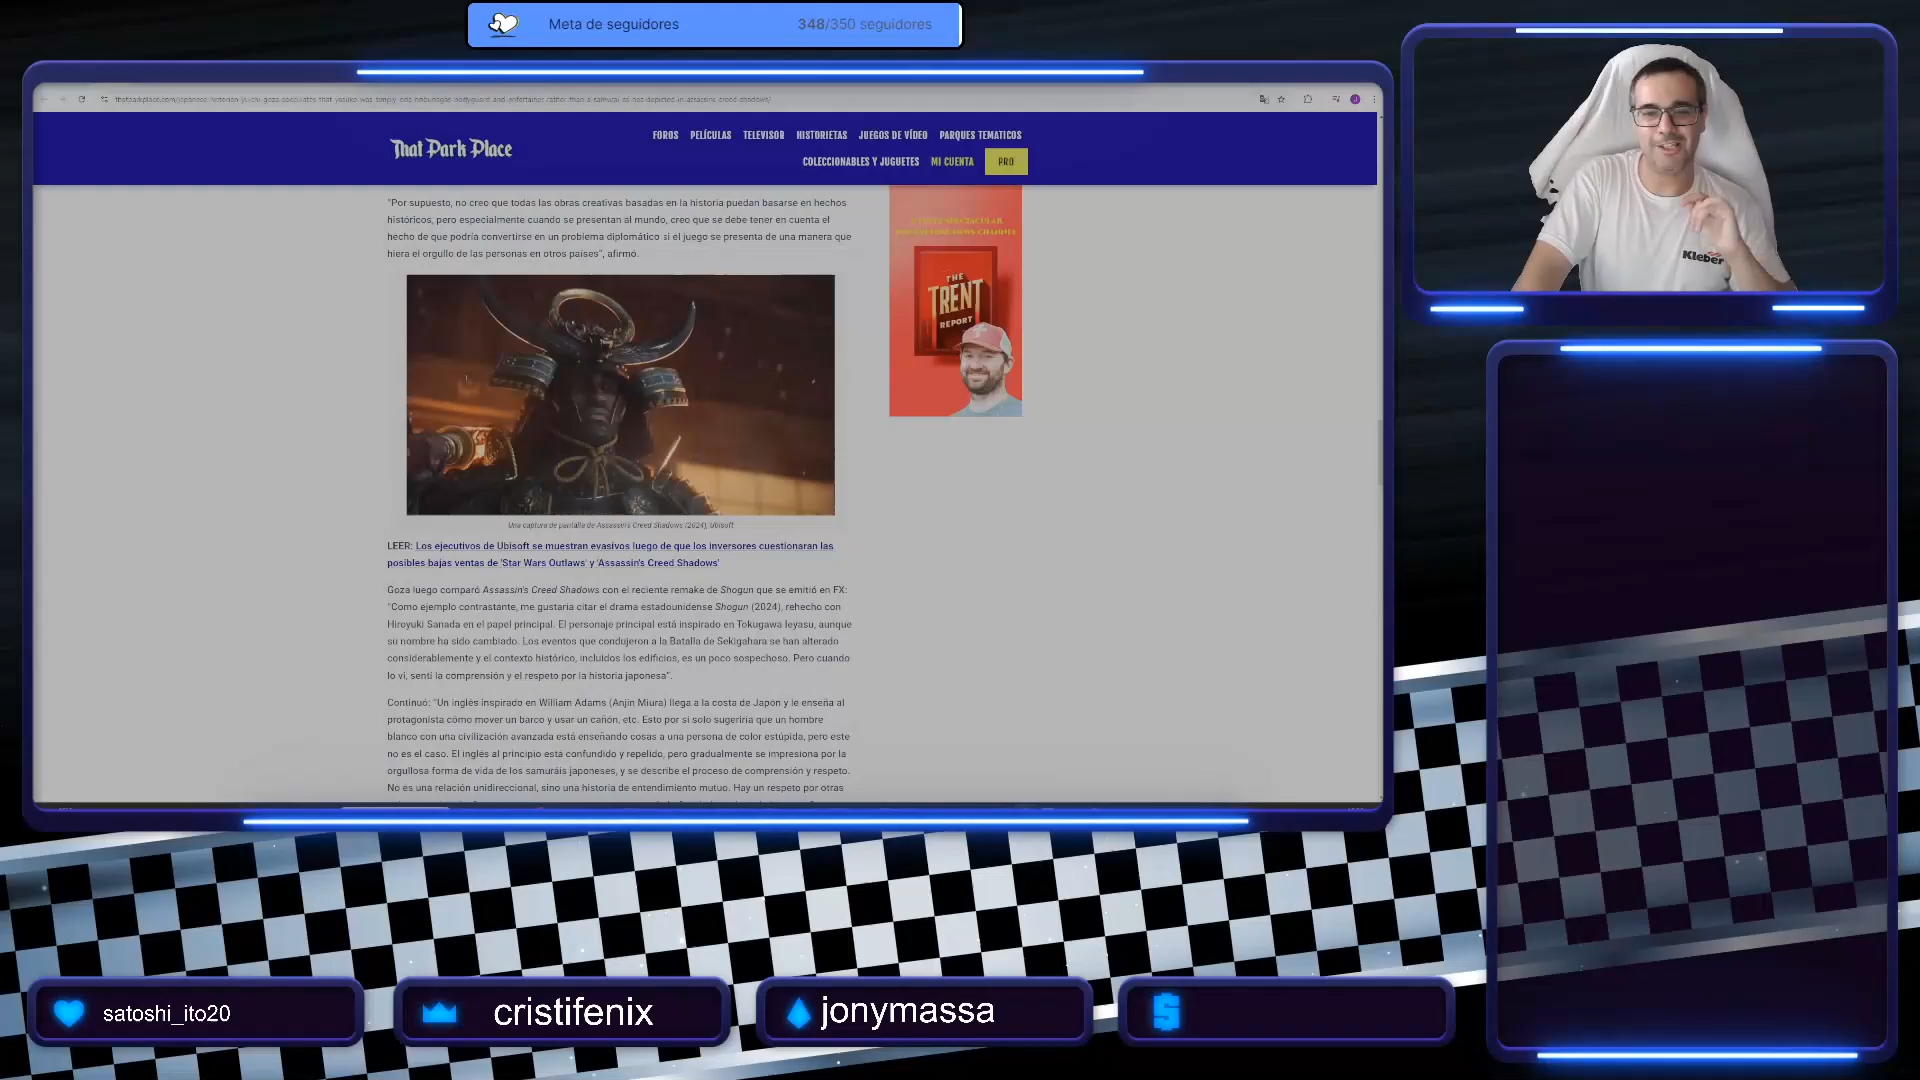 Meta de seguidores 348/350 seguidores
That Park Place
FOROS PELÍCULAS TELEVISOR HISTORIETAS JUEGOS DE VÍDEO PARQUES TEMATICOS
COLECCIONABLES Y JUGUETES MI CUENTA PRO
"Por supuesto, no creo que todas las obras creativas basadas en la historia puedan basarse en hechos
históricos, pero especialmente cuando se presentan al mundo, creo que se debe tener en cuenta el
hecho de que podría convertirse en un problema diplomático si el juego se presenta de una manera que
hiera el orgullo de las personas en otros países", afirmó.
THE
TRENT
REPORT
Una captura de pantalla de Assassin's Creed Shadows (2024), Ubisoft
LEER: Los ejecutivos de Ubisoft se muestran evasivos luego de que los inversores cuestionaran las
posibles bajas ventas de 'Star Wars Outlaws' y 'Assassin's Creed Shadows'
Goza luego comparó Assassin's Creed Shadows con el reciente remake de Shogun que se emitió en FX:
"Como ejemplo contrastante, me gustaría citar el drama estadounidense Shogun (2024), rehecho con
Hiroyuki Sanada en el papel principal. El personaje principal está inspirado en Tokugawa Ieyasu, aunque
su nombre ha sido cambiado. Los eventos que condujeron a la Batalla de Sekigahara se han alterado
considerablemente y el contexto histórico, incluidos los edificios, es un poco sospechoso. Pero cuando
lo vi, sentí la comprensión y el respeto por la historia japonesa".
Continuó: "Un inglés inspirado en William Adams (Anjin Miura) llega a la costa de Japón y le enseña al
protagonista cómo mover un barco y usar un cañón, etc. Esto por sí solo sugeriría que un hombre
blanco con una civilización avanzada está enseñando cosas a una persona de color estúpida, pero este
no es el caso. El inglés al principio está confundido y repelido, pero gradualmente se impresiona por la
orgullosa forma de vida de los samuráis japoneses, y se describe el proceso de comprensión y respeto.
No es una relación unidireccional, sino una historia de entendimiento mutuo. Hay un respeto por otras
Kleber
satoshi_ito20
cristifenix
jonymassa